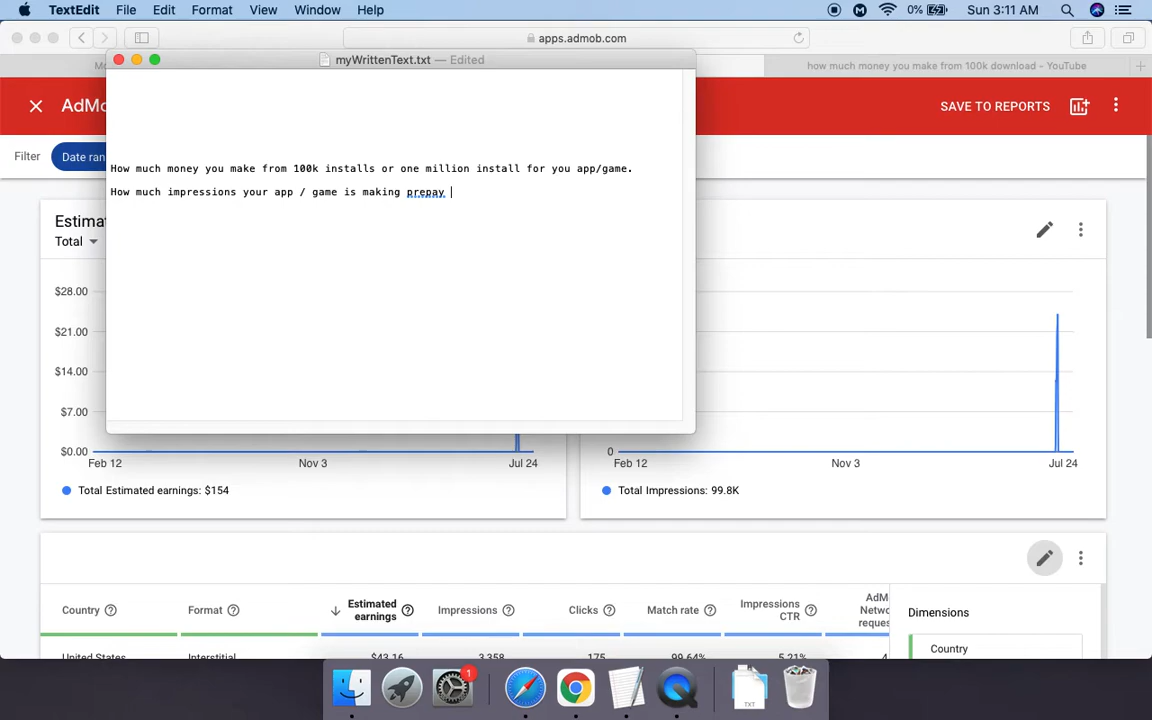 TextEdit File Edit Format View Window Help 0% Sun 3:11 AM
apps.admob.com
myWrittenText.txt — Edited
how much money you make from 100k download - YouTube
SAVE TO REPORTS
Filter
How much money you make from 100k installs or one million install for you app/game.
How much impressions your app / game is making prepay
Total
$28.00
$21.00
$14.00
$7.00
$0.00
Feb 12 Nov 3 Jul 24
Total Estimated earnings: $154
0
Feb 12 Nov 3 Jul 24
Total Impressions: 99.8K
Country Format Estimated earnings Impressions Clicks Match rate Impressions CTR
Dimensions
Country
United States Interstitial $43.16 3,358 175 99.64% 5.21%
1
TXT